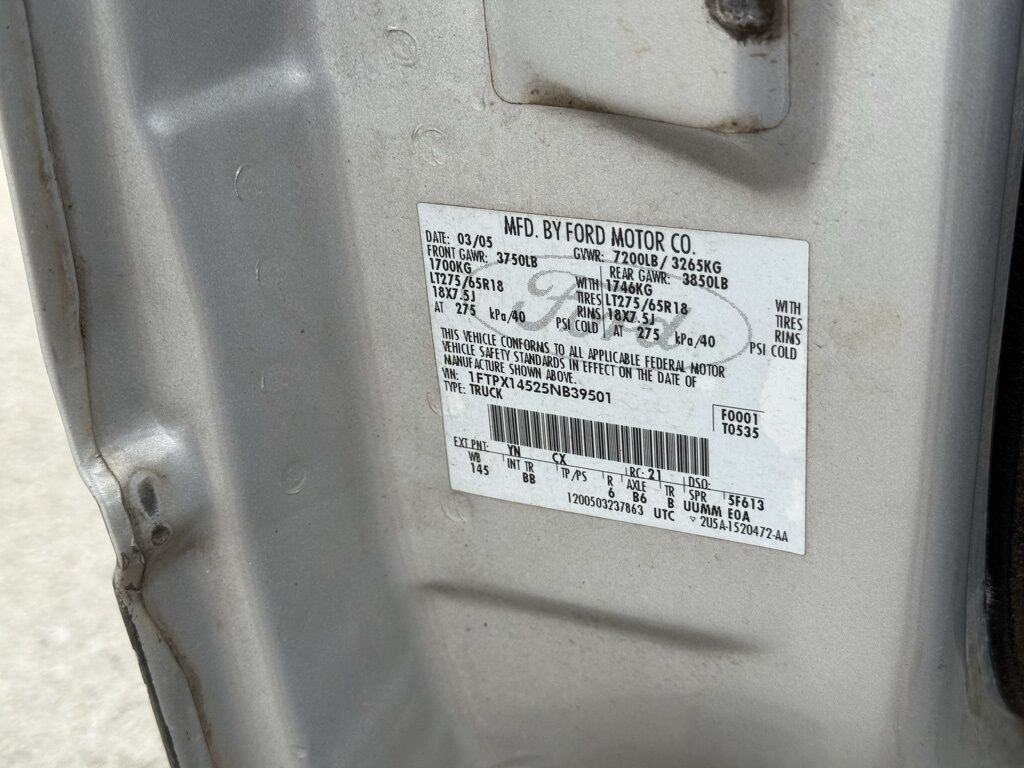 MFD. BY FORD MOTOR CO.
DATE: 03/05 GVWR: 7200LB/ 3265KG
FRONT GAWR: 3750LB REAR GAWR: 3850LB
1700KG WITH 1746KG WITH
LT275/65R18 TIRES LT275/65R18 TIRES
18X7.5J RIMS 18X7.5J RIMS
AT 275 kPa/40 PSI COLD AT 275 kPa/40 PSI COLD
Ford
THIS VEHICLE CONFORMS TO ALL APPLICABLE FEDERAL MOTOR
VEHICLE SAFETY STANDARDS IN EFFECT ON THE DATE OF
MANUFACTURE SHOWN ABOVE.
VIN: 1FTPX14525NB39501
TYPE: TRUCK
F0001
T0535
EXT PNT: YN CX RC: 21 DSO:
WB INT TR TP/PS R AXLE TR SPR 5F613
145 BB 6 B6 B UUMM E0A
1200503237863 UTC ▽ 2U5A-1520472-AA